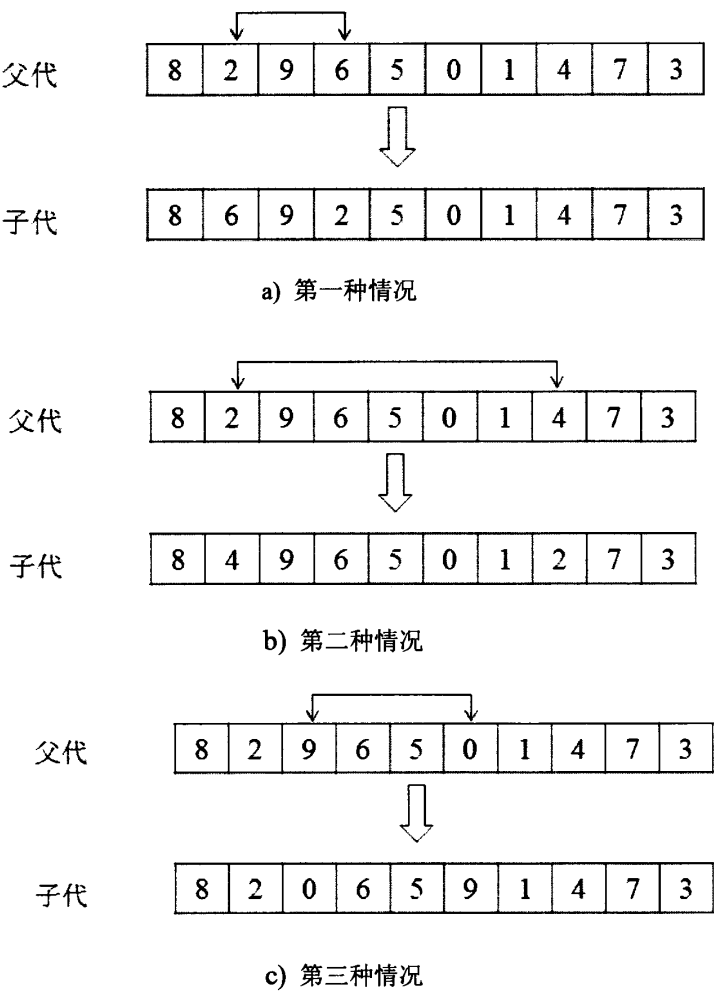 父代 8 2 9 6 5 0 1 4 7 3
子代 8 6 9 2 5 0 1 4 7 3
a) 第一种情况
父代 8 2 9 6 5 0 1 4 7 3
子代 8 4 9 6 5 0 1 2 7 3
b) 第二种情况
父代 8 2 9 6 5 0 1 4 7 3
子代 8 2 0 6 5 9 1 4 7 3
c) 第三种情况